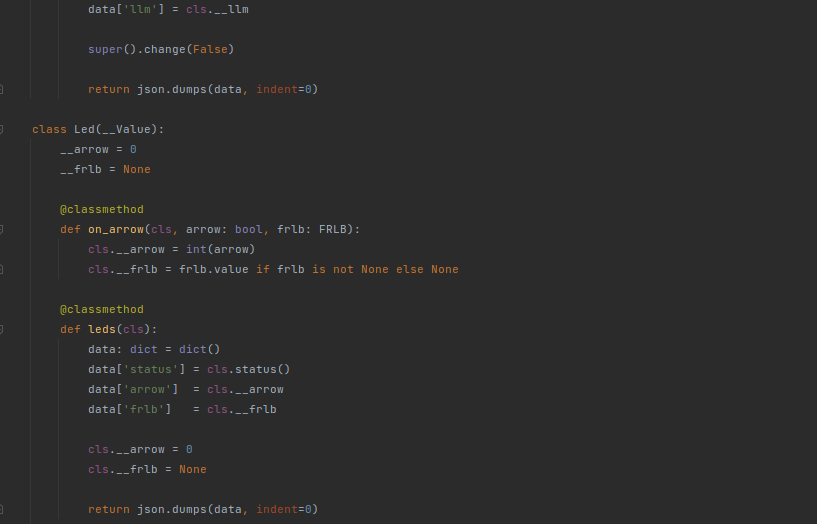 data['llm'] = cls.__llm
super().change(False)
return json.dumps(data, indent=0)
class Led(__Value):
__arrow = 0
__frlb = None
@classmethod
def on_arrow(cls, arrow: bool, frlb: FRLB):
cls.__arrow = int(arrow)
cls.__frlb = frlb.value if frlb is not None else None
@classmethod
def leds(cls):
data: dict = dict()
data['status'] = cls.status()
data['arrow']  = cls.__arrow
data['frlb']   = cls.__frlb
cls.__arrow = 0
cls.__frlb = None
return json.dumps(data, indent=0)